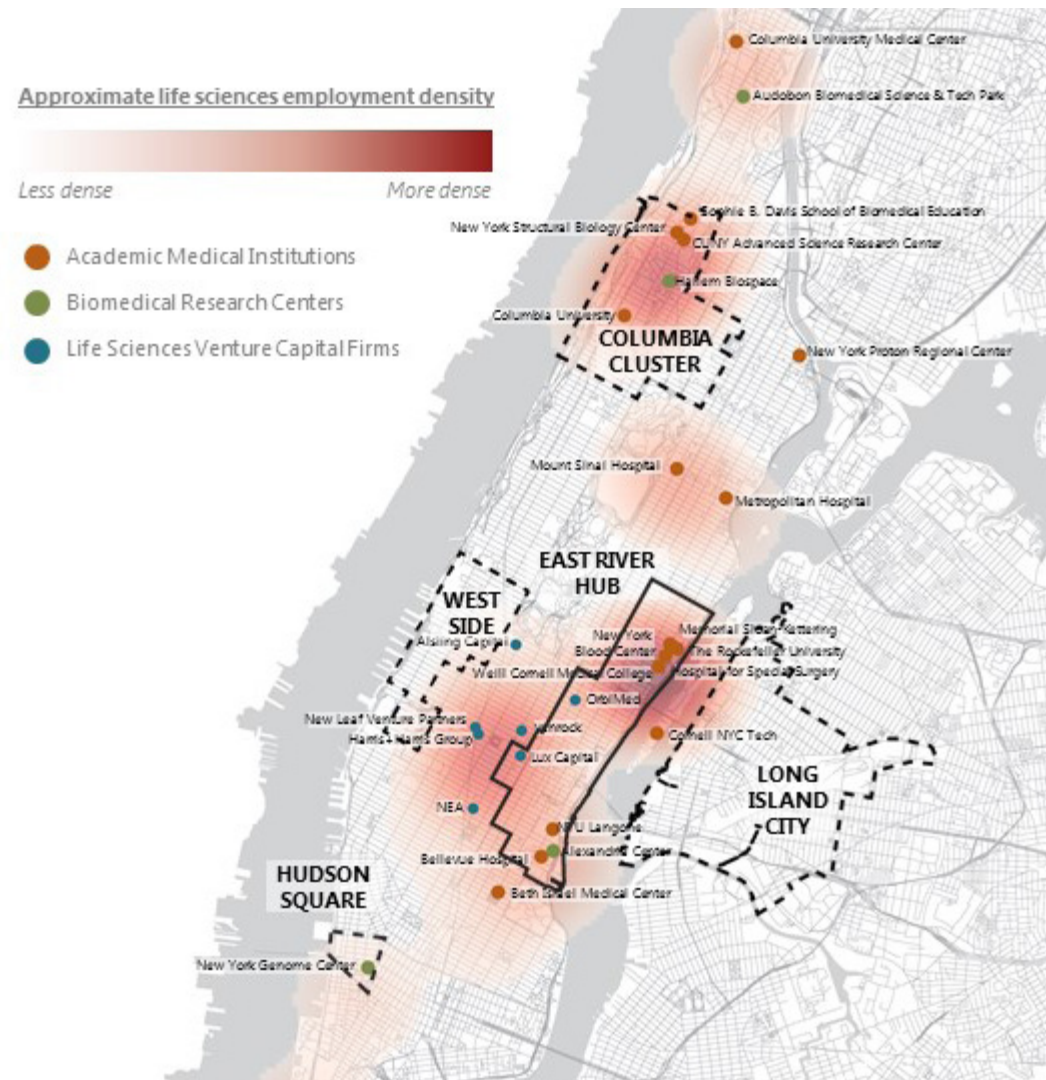 Approximate life sciences employment density
Less dense
More dense
Academic Medical Institutions
Biomedical Research Centers
Life Sciences Venture Capital Firms
Columbia University Medical Center
Audobon Biomedical Science & Tech Park
Sophie B. Davis School of Biomedical Education
New York Structural Biology Center
CUNY Advanced Science Research Center
Harlem Biospace
Columbia University
COLUMBIA
CLUSTER
New York Proton Regional Center
Mount Sinai Hospital
Metropolitan Hospital
EAST RIVER
HUB
WEST
SIDE
Aisling Capital
New York
Blood Center
Memorial Sloan-Kettering
The Rockefeller University
Weill Cornell Medical College
Hospital for Special Surgery
OrbiMed
New Leaf Venture Partners
Harris+Harris Group
Venrock
Cornell NYC Tech
Lux Capital
LONG
ISLAND
CITY
NEA
NYU Langone
Alexandria Center
Bellevue Hospital
HUDSON
SQUARE
Beth Israel Medical Center
New York Genome Center